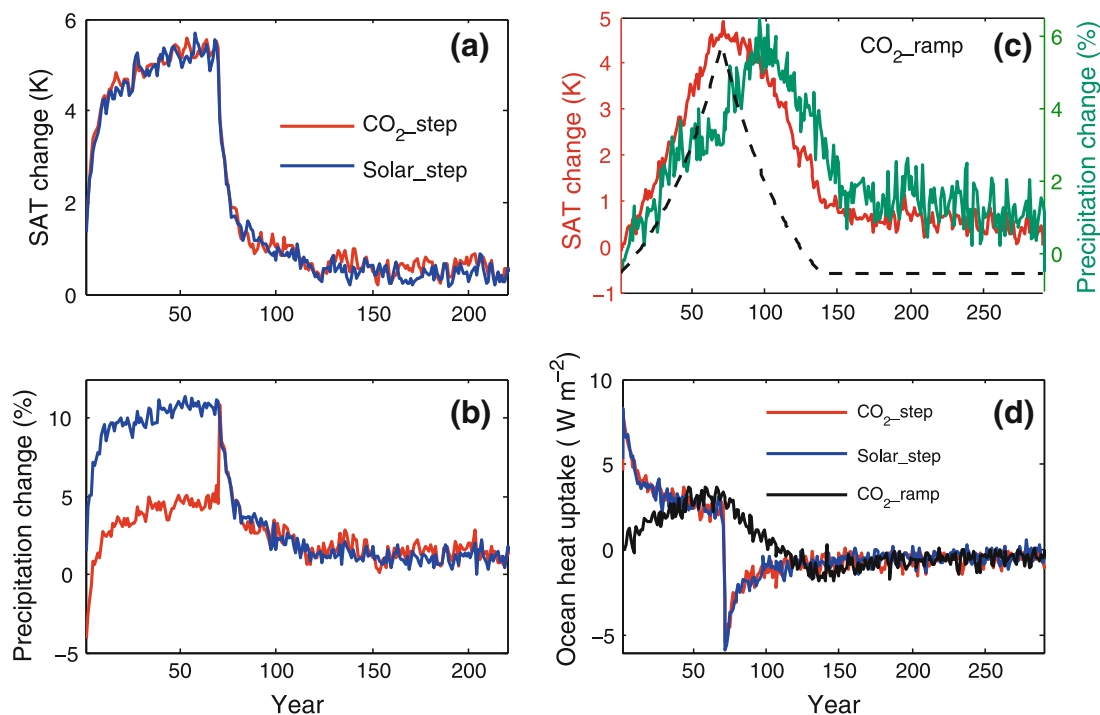 (a)
SAT change (K)
6
4
2
0
CO₂_step
Solar_step
50
100
150
200
(c)
CO₂_ramp
SAT change (K)
5
4
3
2
1
0
−1
Precipitation change (%)
6
4
2
0
50
100
150
200
250
(b)
Precipitation change (%)
10
5
0
−5
50
100
150
200
Year
(d)
Ocean heat uptake ( W m⁻²)
10
5
0
−5
CO₂_step
Solar_step
CO₂_ramp
50
100
150
200
250
Year